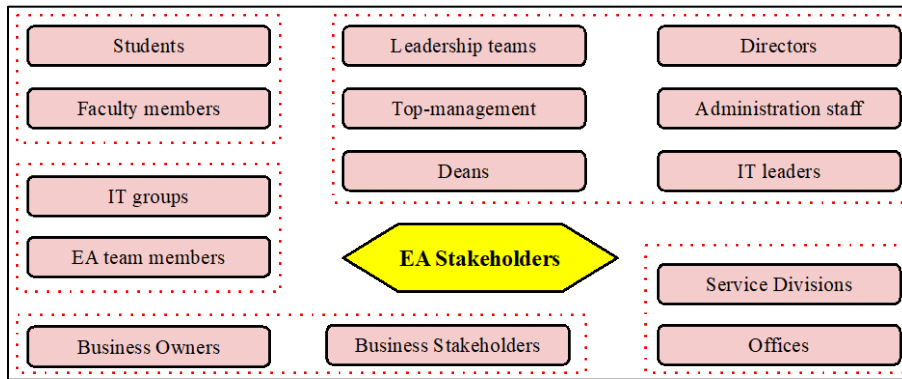 Students
Leadership teams
Directors
Faculty members
Top-management
Administration staff
Deans
IT leaders
IT groups
EA team members
EA Stakeholders
Service Divisions
Business Owners
Business Stakeholders
Offices